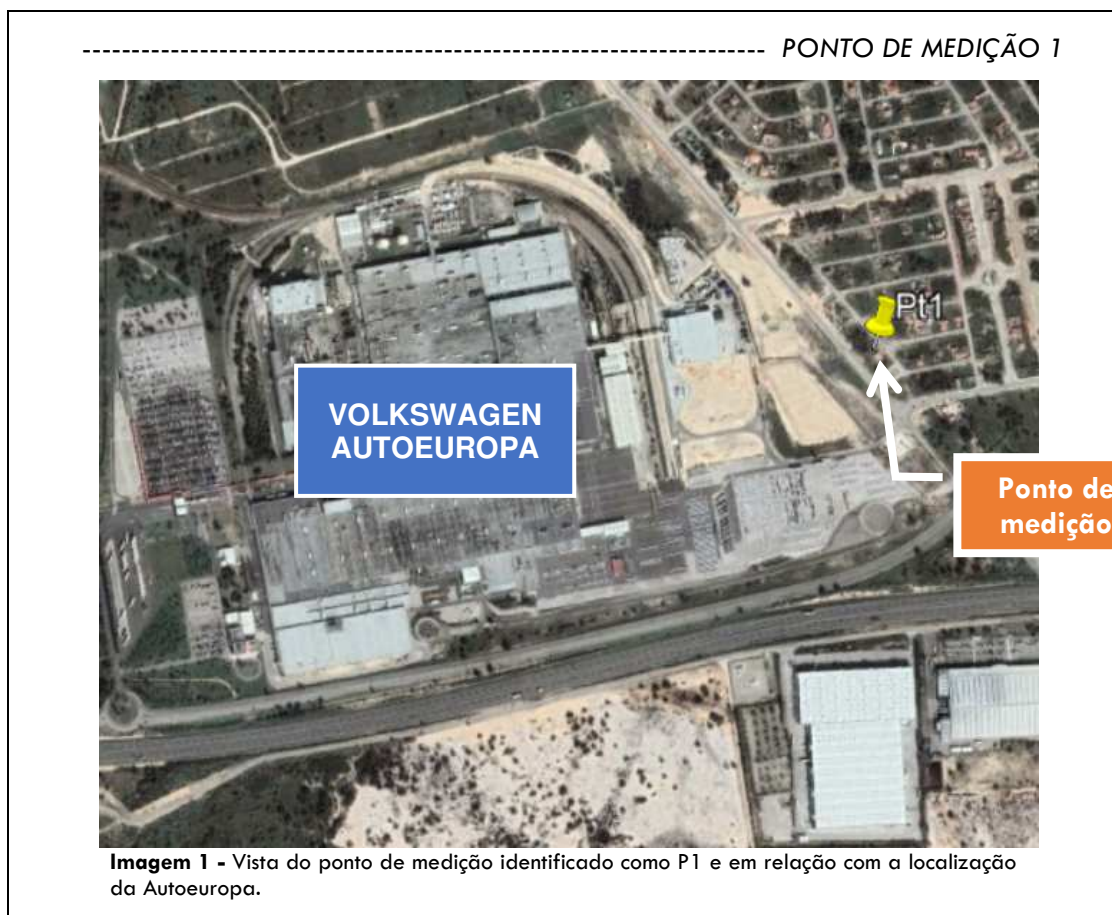 ---------------------------------------------------------------------- PONTO DE MEDIÇÃO 1
Pt1
VOLKSWAGEN
AUTOEUROPA
Ponto de
medição
Imagem 1 - Vista do ponto de medição identificado como P1 e em relação com a localização
da Autoeuropa.